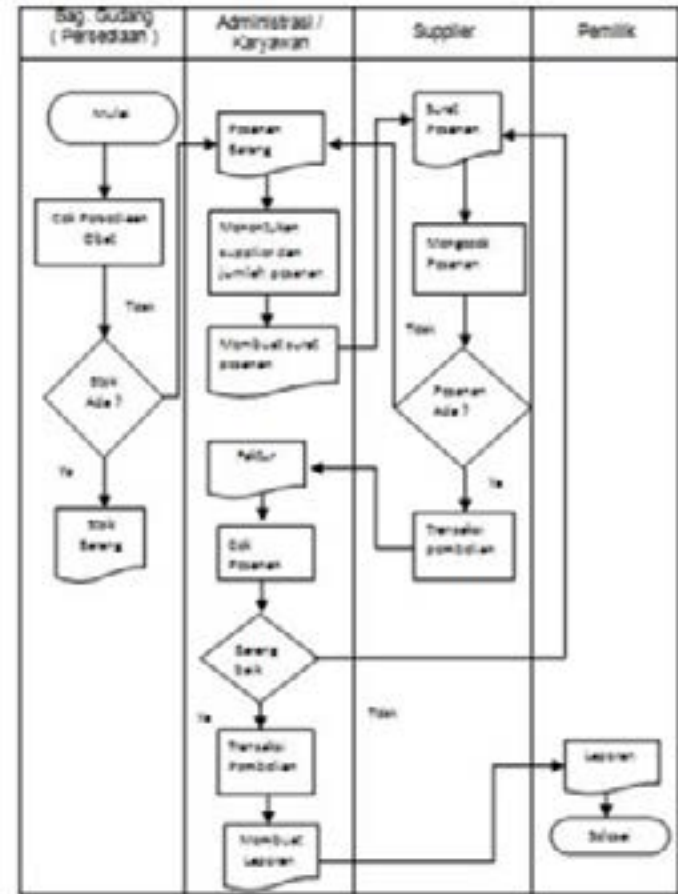 Bag. Gudang
( Persediaan )
Administrasi /
Karyawan
Supplier
Pemilik
Mulai
Cek Persediaan
Obat
Tidak
Stok
Ada ?
Ya
Stok
Barang
Pesanan
Barang
Menentukan
supplier dan
jumlah pesanan
Membuat surat
pesanan
Faktur
Cek
Pesanan
Barang
Baik
Ya
Transaksi
Pembelian
Membuat
Laporan
Surat
Pesanan
Mengecek
Pesanan
Tidak
Pesanan
Ada ?
Ya
Transaksi
pembelian
Tidak
Laporan
Selesai